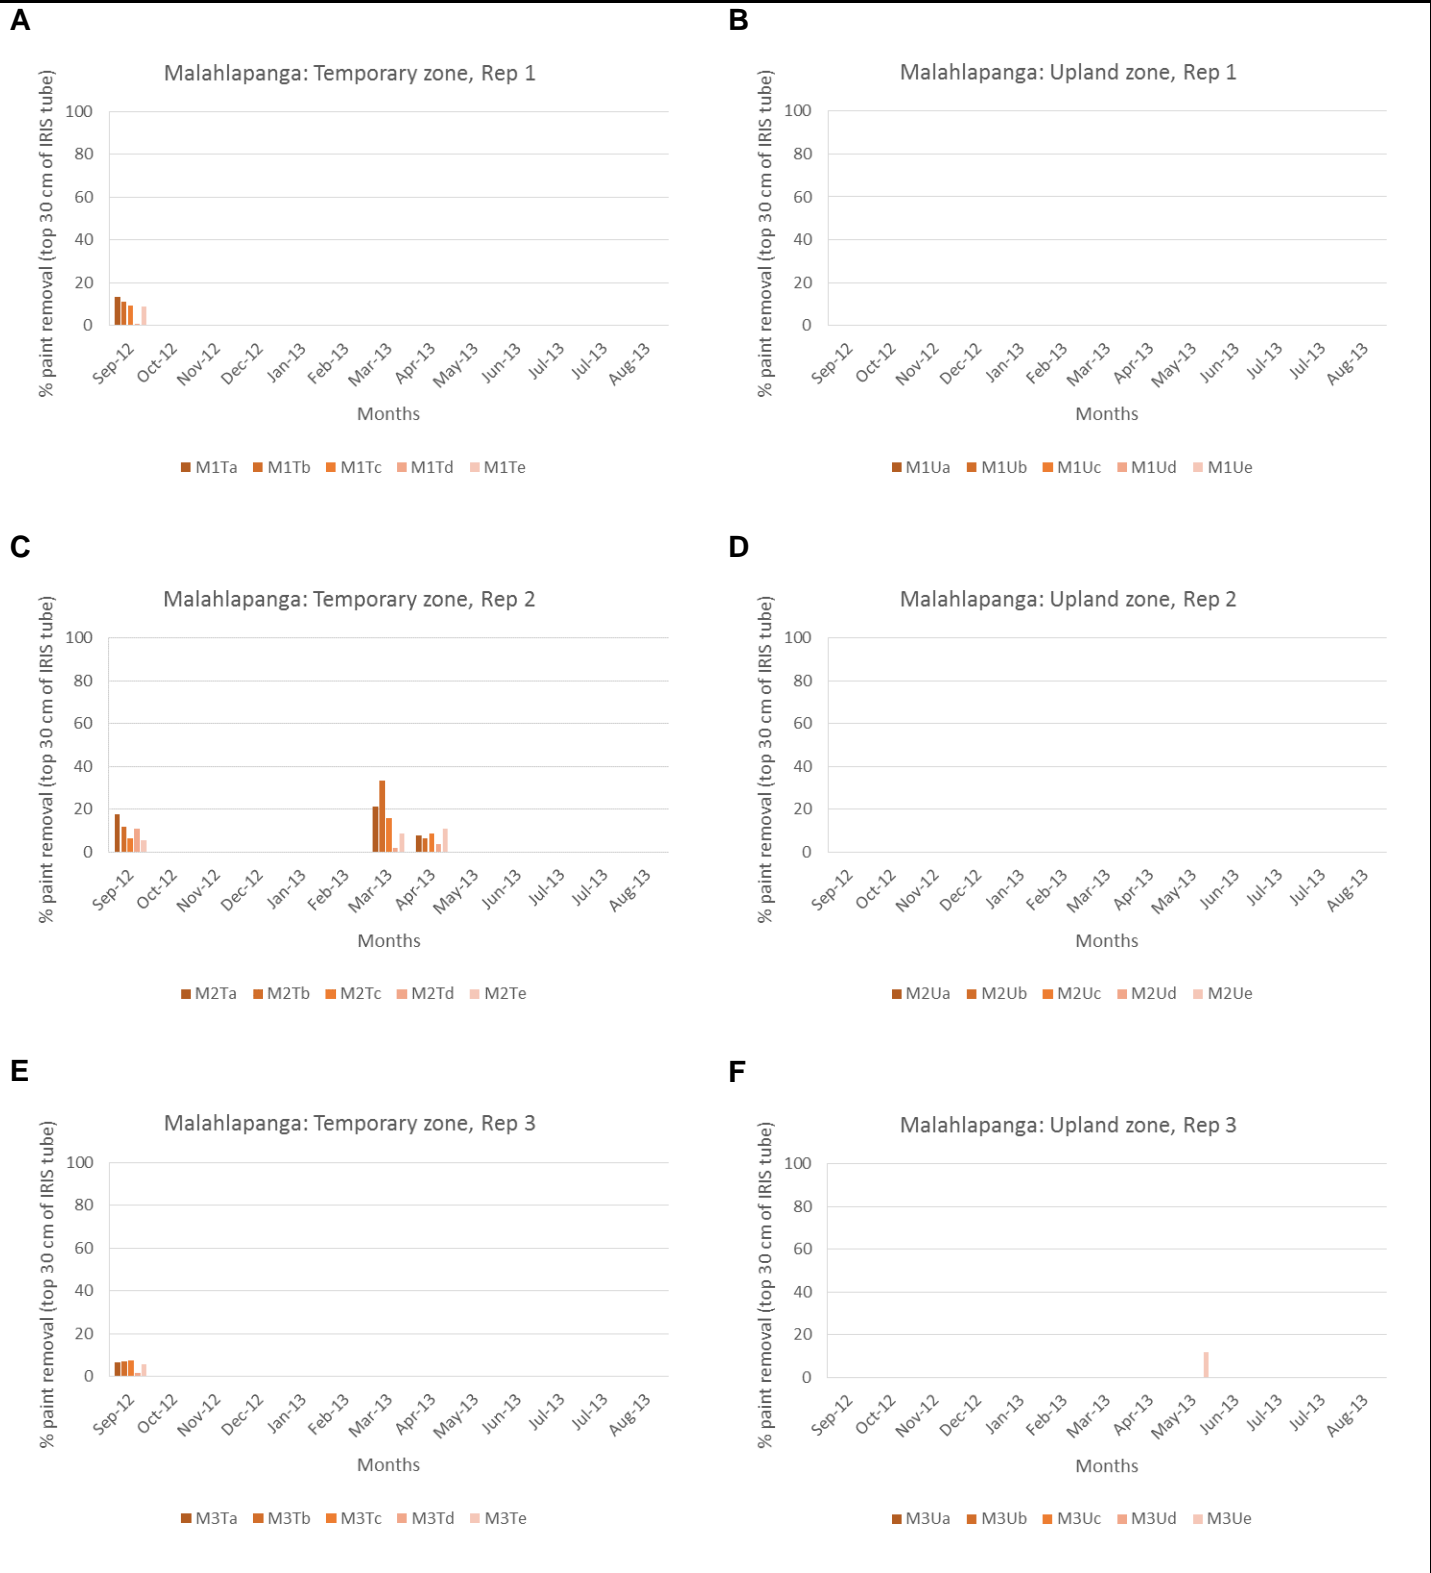 A
Malahlapanga: Temporary zone, Rep 1
% paint removal (top 30 cm of IRIS tube)
100
80
60
40
20
0
Sep-12 Oct-12 Nov-12 Dec-12 Jan-13 Feb-13 Mar-13 Apr-13 May-13 Jun-13 Jul-13 Jul-13 Aug-13
Months
M1Ta M1Tb M1Tc M1Td M1Te
B
Malahlapanga: Upland zone, Rep 1
% paint removal (top 30 cm of IRIS tube)
100
80
60
40
20
0
Sep-12 Oct-12 Nov-12 Dec-12 Jan-13 Feb-13 Mar-13 Apr-13 May-13 Jun-13 Jul-13 Jul-13 Aug-13
Months
M1Ua M1Ub M1Uc M1Ud M1Ue
C
Malahlapanga: Temporary zone, Rep 2
% paint removal (top 30 cm of IRIS tube)
100
80
60
40
20
0
Sep-12 Oct-12 Nov-12 Dec-12 Jan-13 Feb-13 Mar-13 Apr-13 May-13 Jun-13 Jul-13 Jul-13 Aug-13
Months
M2Ta M2Tb M2Tc M2Td M2Te
D
Malahlapanga: Upland zone, Rep 2
% paint removal (top 30 cm of IRIS tube)
100
80
60
40
20
0
Sep-12 Oct-12 Nov-12 Dec-12 Jan-13 Feb-13 Mar-13 Apr-13 May-13 Jun-13 Jul-13 Jul-13 Aug-13
Months
M2Ua M2Ub M2Uc M2Ud M2Ue
E
Malahlapanga: Temporary zone, Rep 3
% paint removal (top 30 cm of IRIS tube)
100
80
60
40
20
0
Sep-12 Oct-12 Nov-12 Dec-12 Jan-13 Feb-13 Mar-13 Apr-13 May-13 Jun-13 Jul-13 Jul-13 Aug-13
Months
M3Ta M3Tb M3Tc M3Td M3Te
F
Malahlapanga: Upland zone, Rep 3
% paint removal (top 30 cm of IRIS tube)
100
80
60
40
20
0
Sep-12 Oct-12 Nov-12 Dec-12 Jan-13 Feb-13 Mar-13 Apr-13 May-13 Jun-13 Jul-13 Jul-13 Aug-13
Months
M3Ua M3Ub M3Uc M3Ud M3Ue